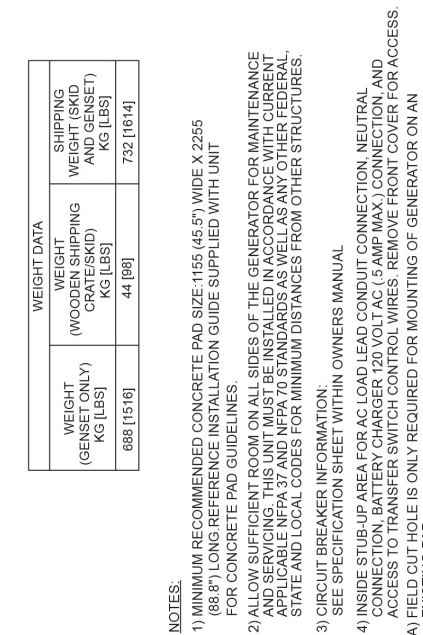 WEIGHT DATA
WEIGHT
(GENSET ONLY)
KG [LBS]
WEIGHT
(WOODEN SHIPPING
CRATE/SKID)
KG [LBS]
SHIPPING
WEIGHT (SKID
AND GENSET)
KG [LBS]
688 [1516]
44 [98]
732 [1614]
NOTES:
1) MINIMUM RECOMMENDED CONCRETE PAD SIZE:1155 (45.5") WIDE X 2255
(88.8") LONG.REFERENCE INSTALLATION GUIDE SUPPLIED WITH UNIT
FOR CONCRETE PAD GUIDELINES.
2) ALLOW SUFFICIENT ROOM ON ALL SIDES OF THE GENERATOR FOR MAINTENANCE
AND SERVICING. THIS UNIT MUST BE INSTALLED IN ACCORDANCE WITH CURRENT
APPLICABLE NFPA 37 AND NFPA 70 STANDARDS AS WELL AS ANY OTHER FEDERAL,
STATE AND LOCAL CODES FOR MINIMUM DISTANCES FROM OTHER STRUCTURES.
3) CIRCUIT BREAKER INFORMATION:
SEE SPECIFICATION SHEET WITHIN OWNERS MANUAL
4) INSIDE STUB-UP AREA FOR AC LOAD LEAD CONDUIT CONNECTION, NEUTRAL
CONNECTION, BATTERY CHARGER 120 VOLT AC (.5 AMP MAX.) CONNECTION, AND
ACCESS TO TRANSFER SWITCH CONTROL WIRES. REMOVE FRONT COVER FOR ACCESS.
A) FIELD CUT HOLE IS ONLY REQUIRED FOR MOUNTING OF GENERATOR ON AN